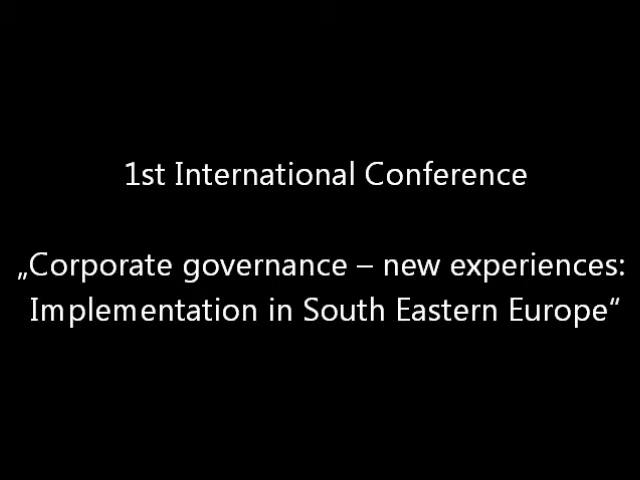 1st International Conference
„Corporate governance – new experiences:
Implementation in South Eastern Europe“